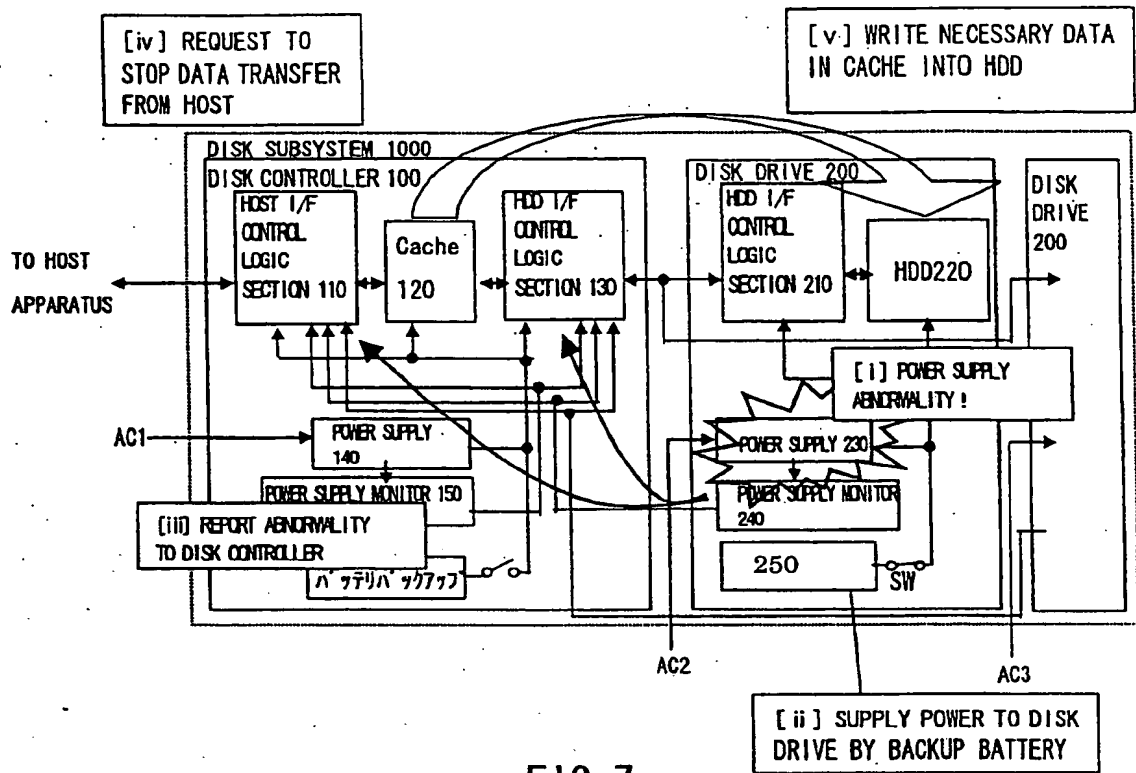 [iv] REQUEST TO
STOP DATA TRANSFER
FROM HOST
[v] WRITE NECESSARY DATA
IN CACHE INTO HDD
DISK SUBSYSTEM 1000
DISK CONTROLLER 100
HOST I/F
CONTROL
LOGIC
SECTION 110
Cache
120
HDD I/F
CONTROL
LOGIC
SECTION 130
DISK DRIVE 200
HDD I/F
CONTROL
LOGIC
SECTION 210
HDD220
DISK
DRIVE
200
TO HOST
APPARATUS
[i] POWER SUPPLY
ABNORMALITY!
AC1
POWER SUPPLY
140
POWER SUPPLY 230
POWER SUPPLY MONITOR 150
POWER SUPPLY MONITOR
240
[iii] REPORT ABNORMALITY
TO DISK CONTROLLER
バッテリバックアップ
250
SW
AC2
AC3
[ii] SUPPLY POWER TO DISK
DRIVE BY BACKUP BATTERY
FIG. 7